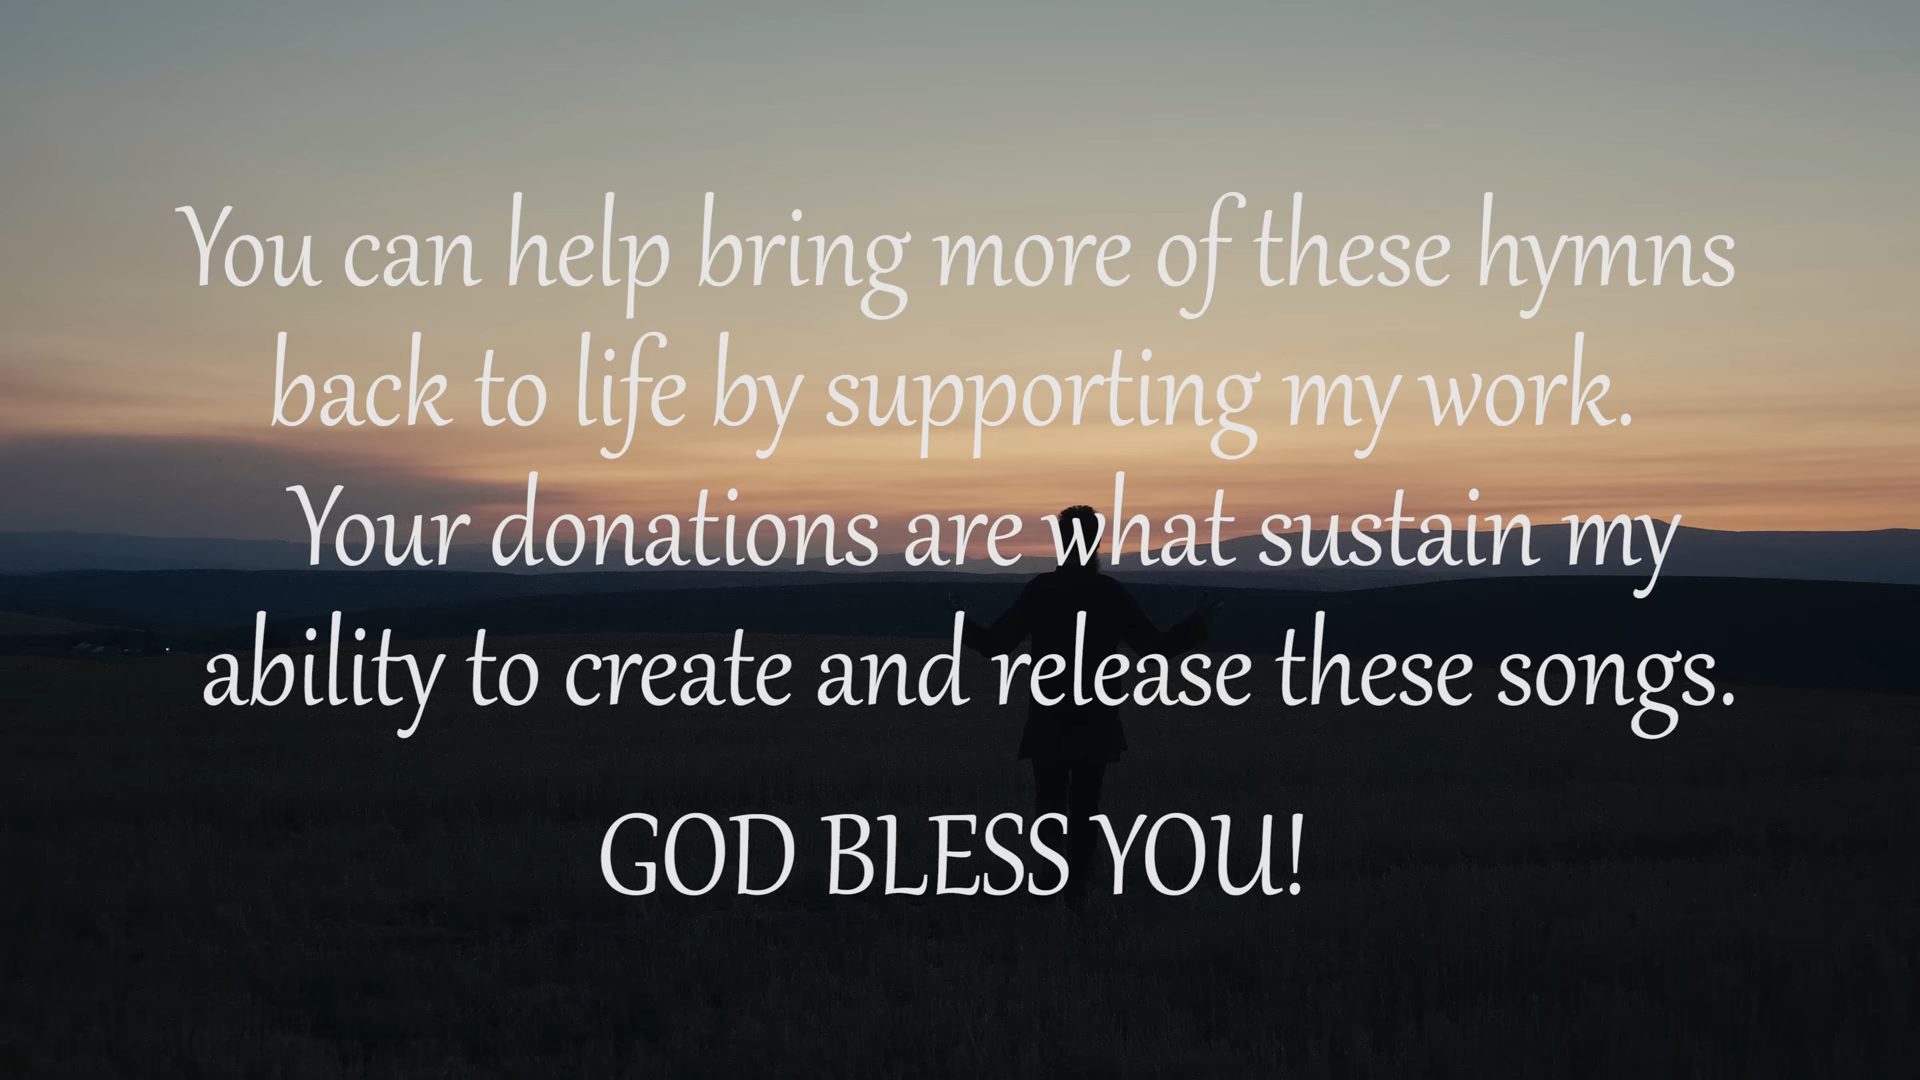 You can help bring more of these hymns
back to life by supporting my work.
Your donations are what sustain my
ability to create and release these songs.
GOD BLESS YOU!